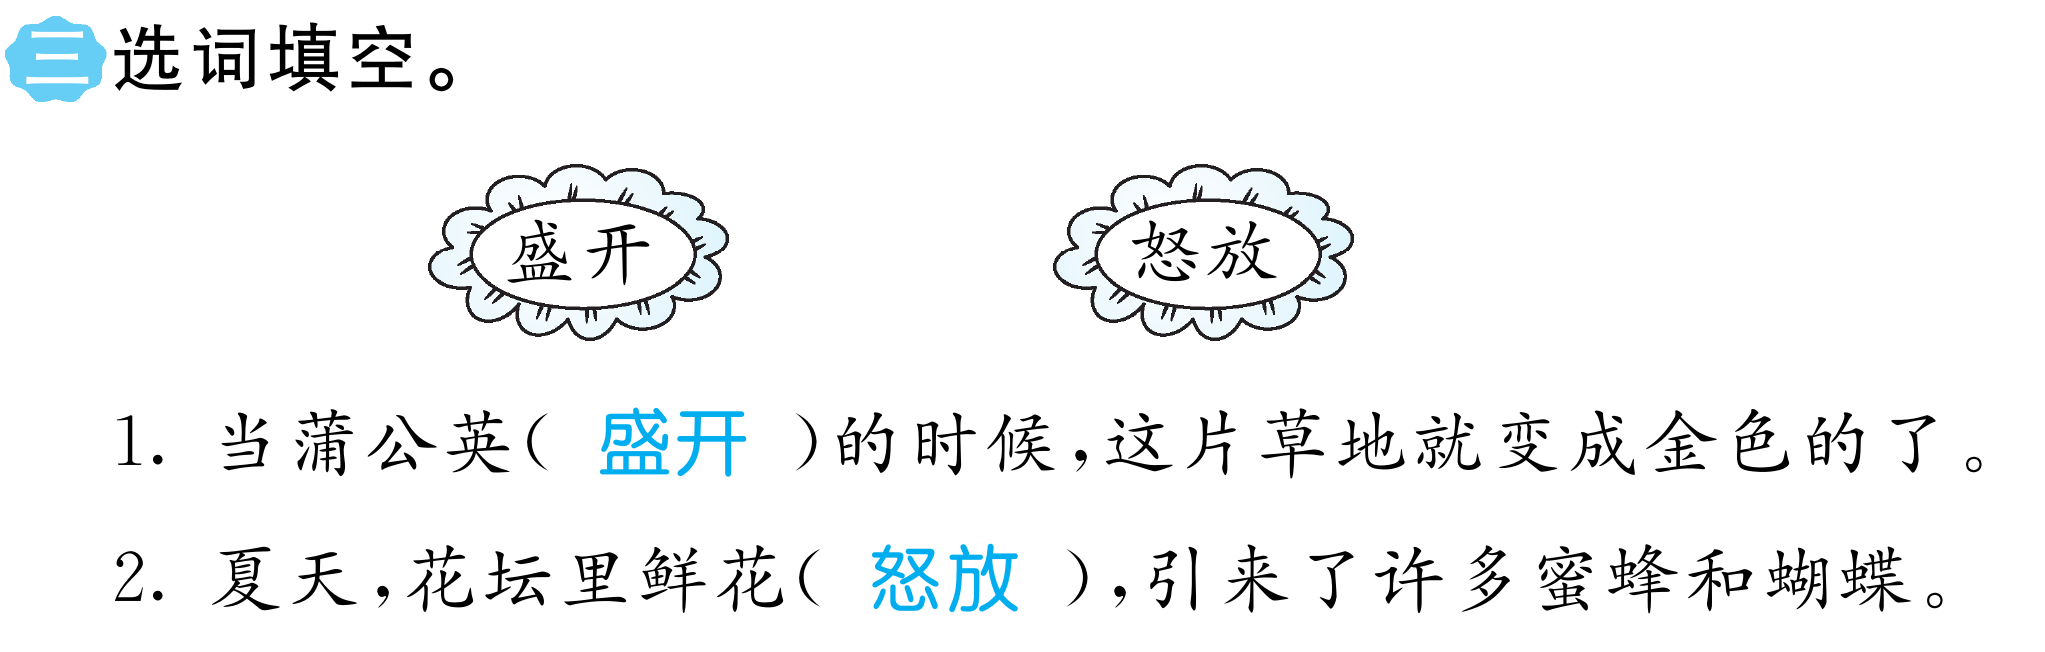 三 选词填空。
盛开 怒放
1. 当蒲公英( 盛开 )的时候,这片草地就变成金色的了。
2. 夏天,花坛里鲜花( 怒放 ),引来了许多蜜蜂和蝴蝶。